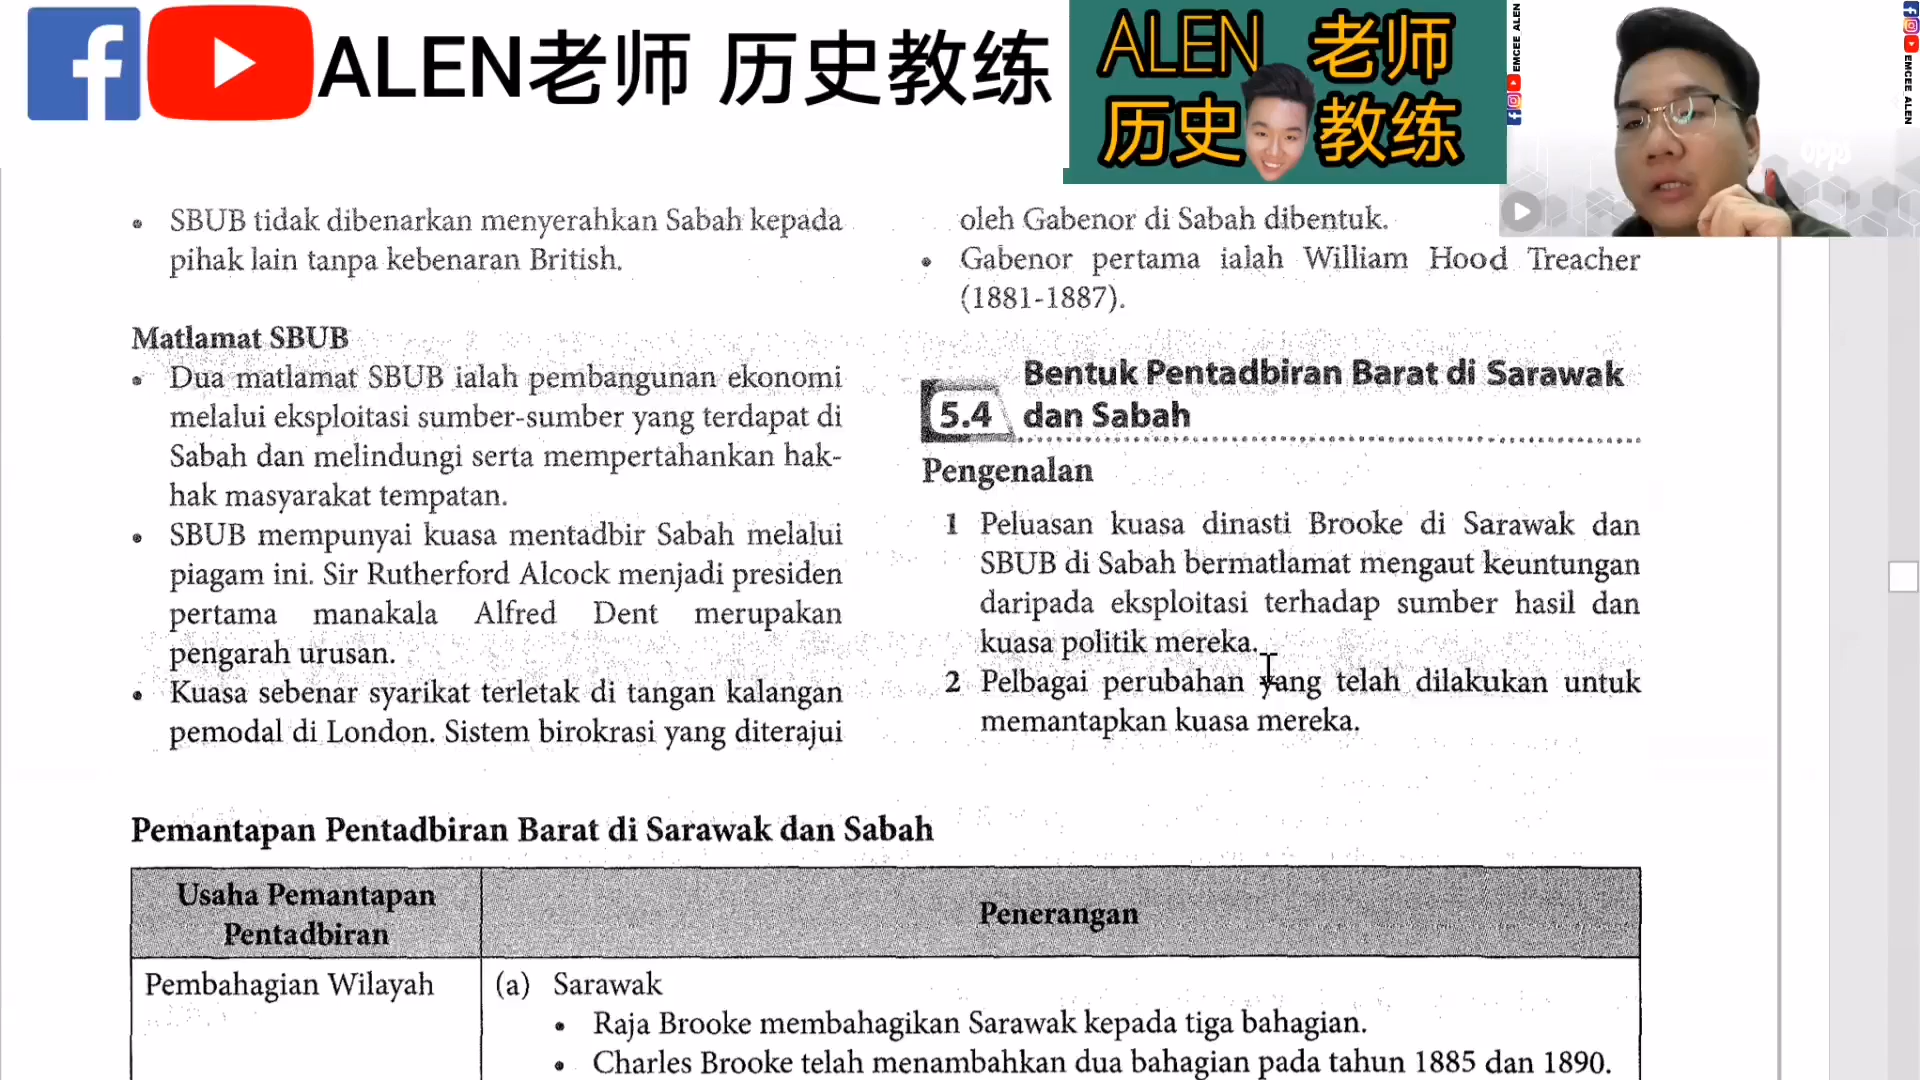 ALEN老师 历史教练
ALEN 老师
历史 教练
EMCEE ALEN
EMCEE ALEN
SBUB tidak dibenarkan menyerahkan Sabah kepada
pihak lain tanpa kebenaran British.
Matlamat SBUB
Dua matlamat SBUB ialah pembangunan ekonomi
melalui eksploitasi sumber-sumber yang terdapat di
Sabah dan melindungi serta mempertahankan hak-
hak masyarakat tempatan.
SBUB mempunyai kuasa mentadbir Sabah melalui
piagam ini. Sir Rutherford Alcock menjadi presiden
pertama manakala Alfred Dent merupakan
pengarah urusan.
Kuasa sebenar syarikat terletak di tangan kalangan
pemodal di London. Sistem birokrasi yang diterajui
oleh Gabenor di Sabah dibentuk.
Gabenor pertama ialah William Hood Treacher
(1881-1887).
5.4 Bentuk Pentadbiran Barat di Sarawak
dan Sabah
Pengenalan
1 Peluasan kuasa dinasti Brooke di Sarawak dan
SBUB di Sabah bermatlamat mengaut keuntungan
daripada eksploitasi terhadap sumber hasil dan
kuasa politik mereka.
2 Pelbagai perubahan yang telah dilakukan untuk
memantapkan kuasa mereka.
Pemantapan Pentadbiran Barat di Sarawak dan Sabah
Usaha Pemantapan
Pentadbiran
Penerangan
Pembahagian Wilayah
(a) Sarawak
Raja Brooke membahagikan Sarawak kepada tiga bahagian.
Charles Brooke telah menambahkan dua bahagian pada tahun 1885 dan 1890.